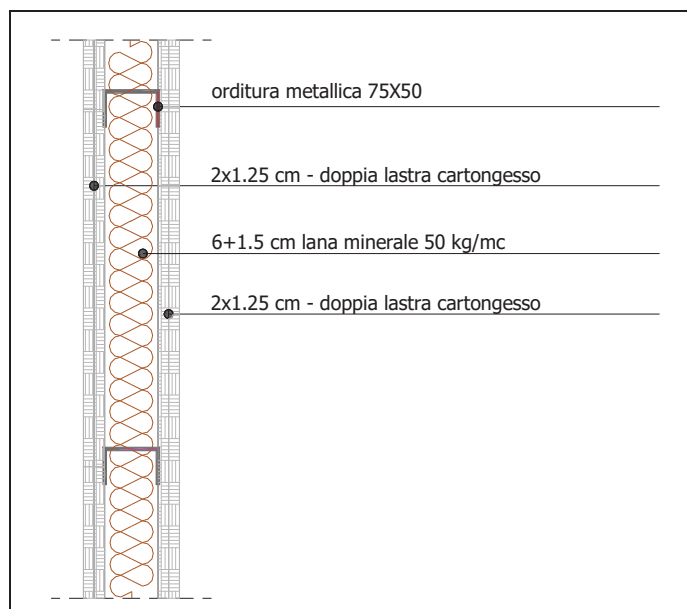 orditura metallica 75X50
2x1.25 cm - doppia lastra cartongesso
6+1.5 cm lana minerale 50 kg/mc
2x1.25 cm - doppia lastra cartongesso